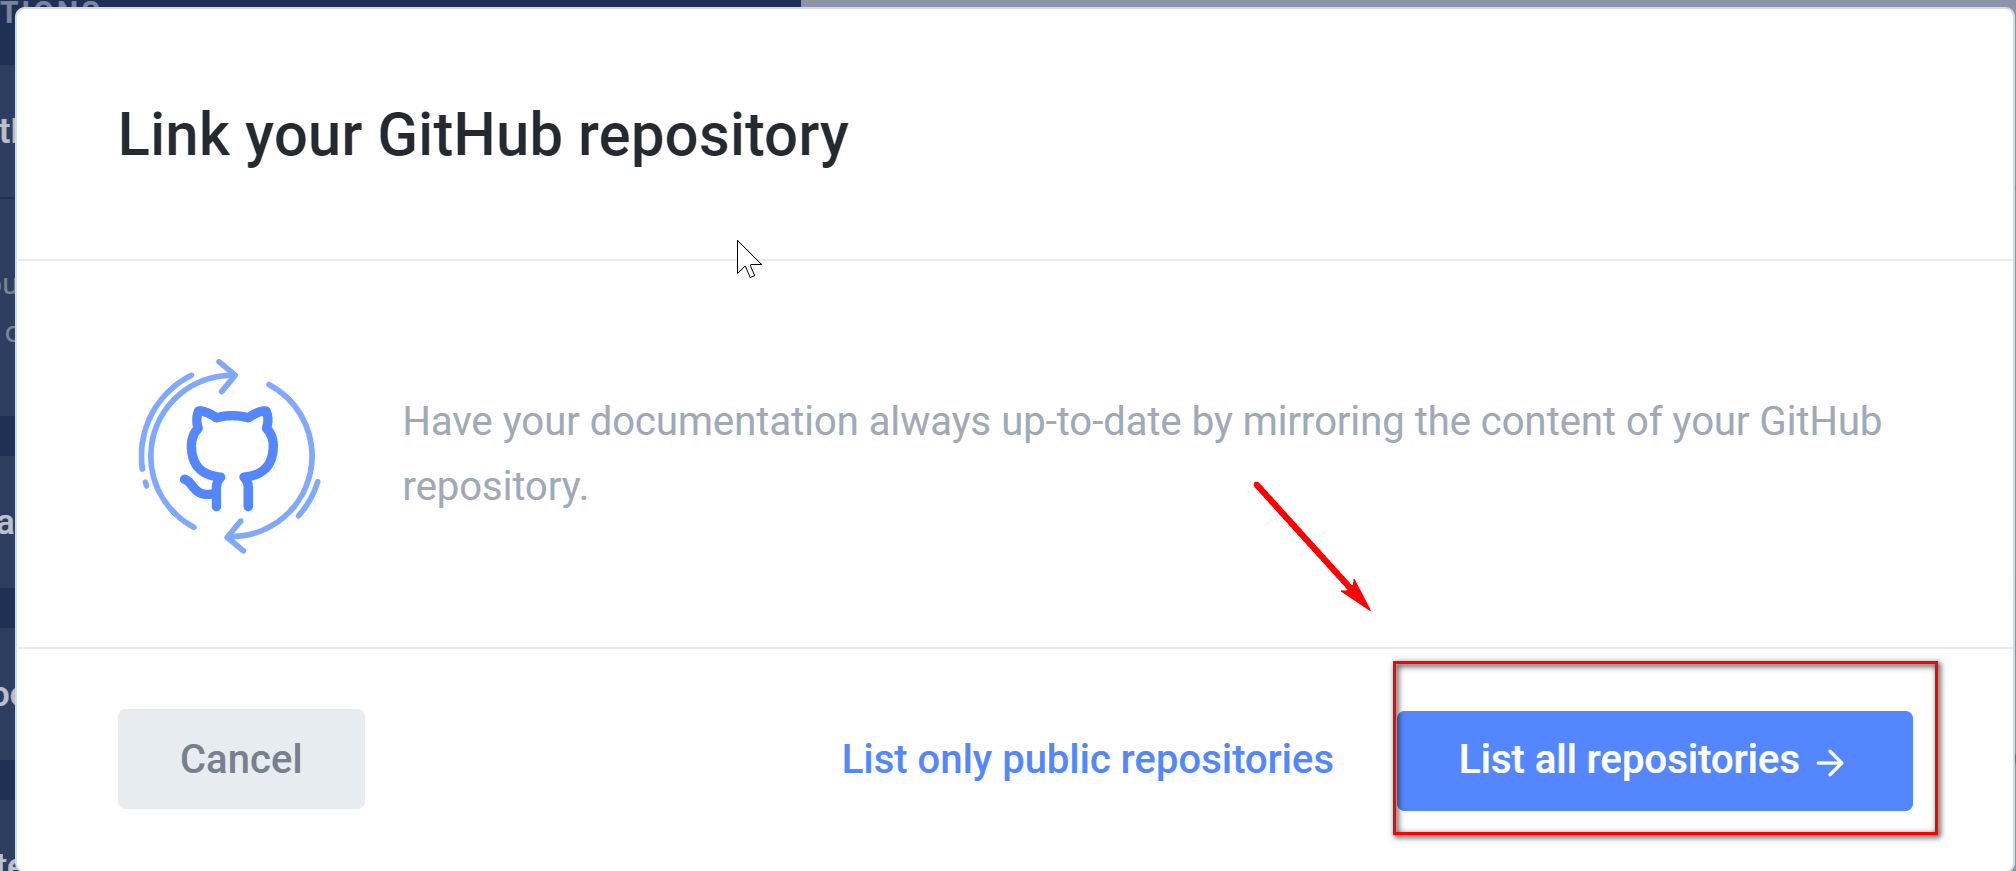 TIONS
Link your GitHub repository
Have your documentation always up-to-date by mirroring the content of your GitHub
repository.
Cancel
List only public repositories
List all repositories →